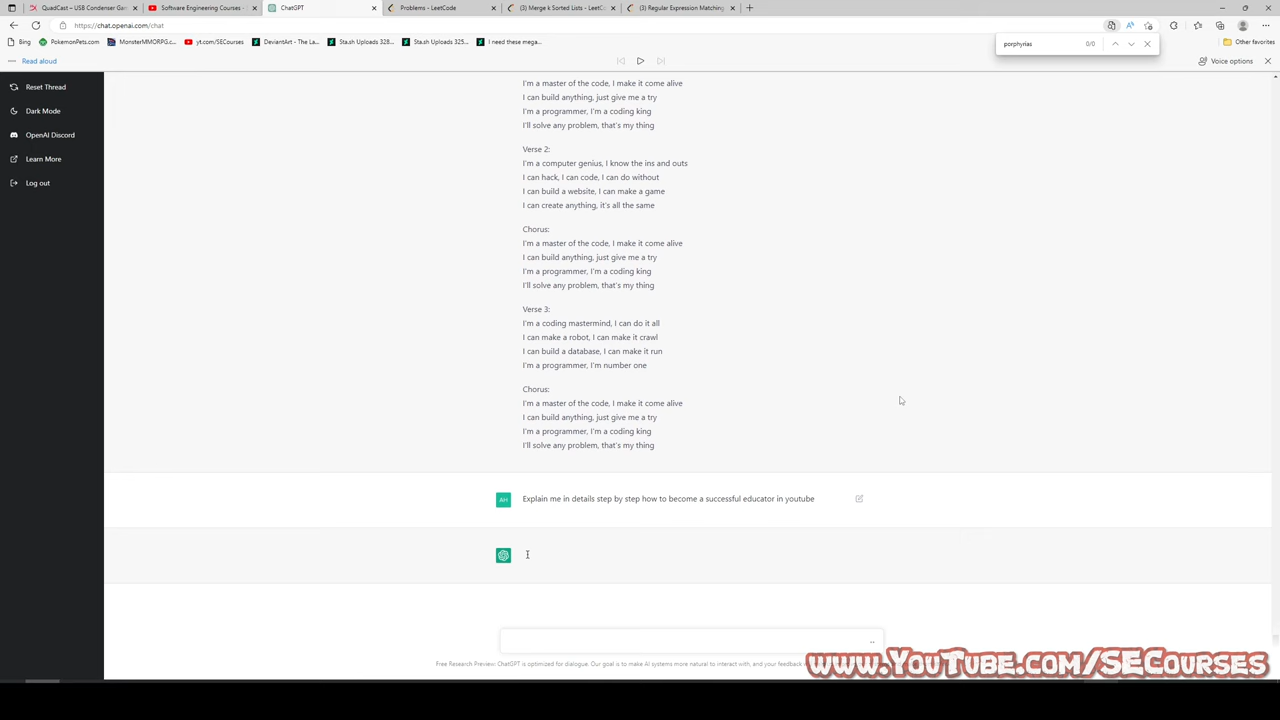 QuadCast – USB Condenser Gam
Software Engineering Courses -
ChatGPT
Problems - LeetCode
(3) Merge k Sorted Lists - LeetCo
(3) Regular Expression Matching
https://chat.openai.com/chat
porphyrias
0/0
Bing
PokemonPets.com
MonsterMMORPG.c...
yt.com/SECourses
DeviantArt - The La...
Sta.sh Uploads 328...
Sta.sh Uploads 325...
I need these mega...
Other favorites
Read aloud
Voice options
Reset Thread
Dark Mode
OpenAI Discord
Learn More
Log out
I'm a master of the code, I make it come alive
I can build anything, just give me a try
I'm a programmer, I'm a coding king
I'll solve any problem, that's my thing
Verse 2:
I'm a computer genius, I know the ins and outs
I can hack, I can code, I can do without
I can build a website, I can make a game
I can create anything, it's all the same
Chorus:
I'm a master of the code, I make it come alive
I can build anything, just give me a try
I'm a programmer, I'm a coding king
I'll solve any problem, that's my thing
Verse 3:
I'm a coding mastermind, I can do it all
I can make a robot, I can make it crawl
I can build a database, I can make it run
I'm a programmer, I'm number one
Chorus:
I'm a master of the code, I make it come alive
I can build anything, just give me a try
I'm a programmer, I'm a coding king
I'll solve any problem, that's my thing
Explain me in details step by step how to become a successful educator in youtube
Free Research Preview: ChatGPT is optimized for dialogue. Our goal is to make AI systems more natural to interact with, and your feedback
www.YouTube.com/SECourses